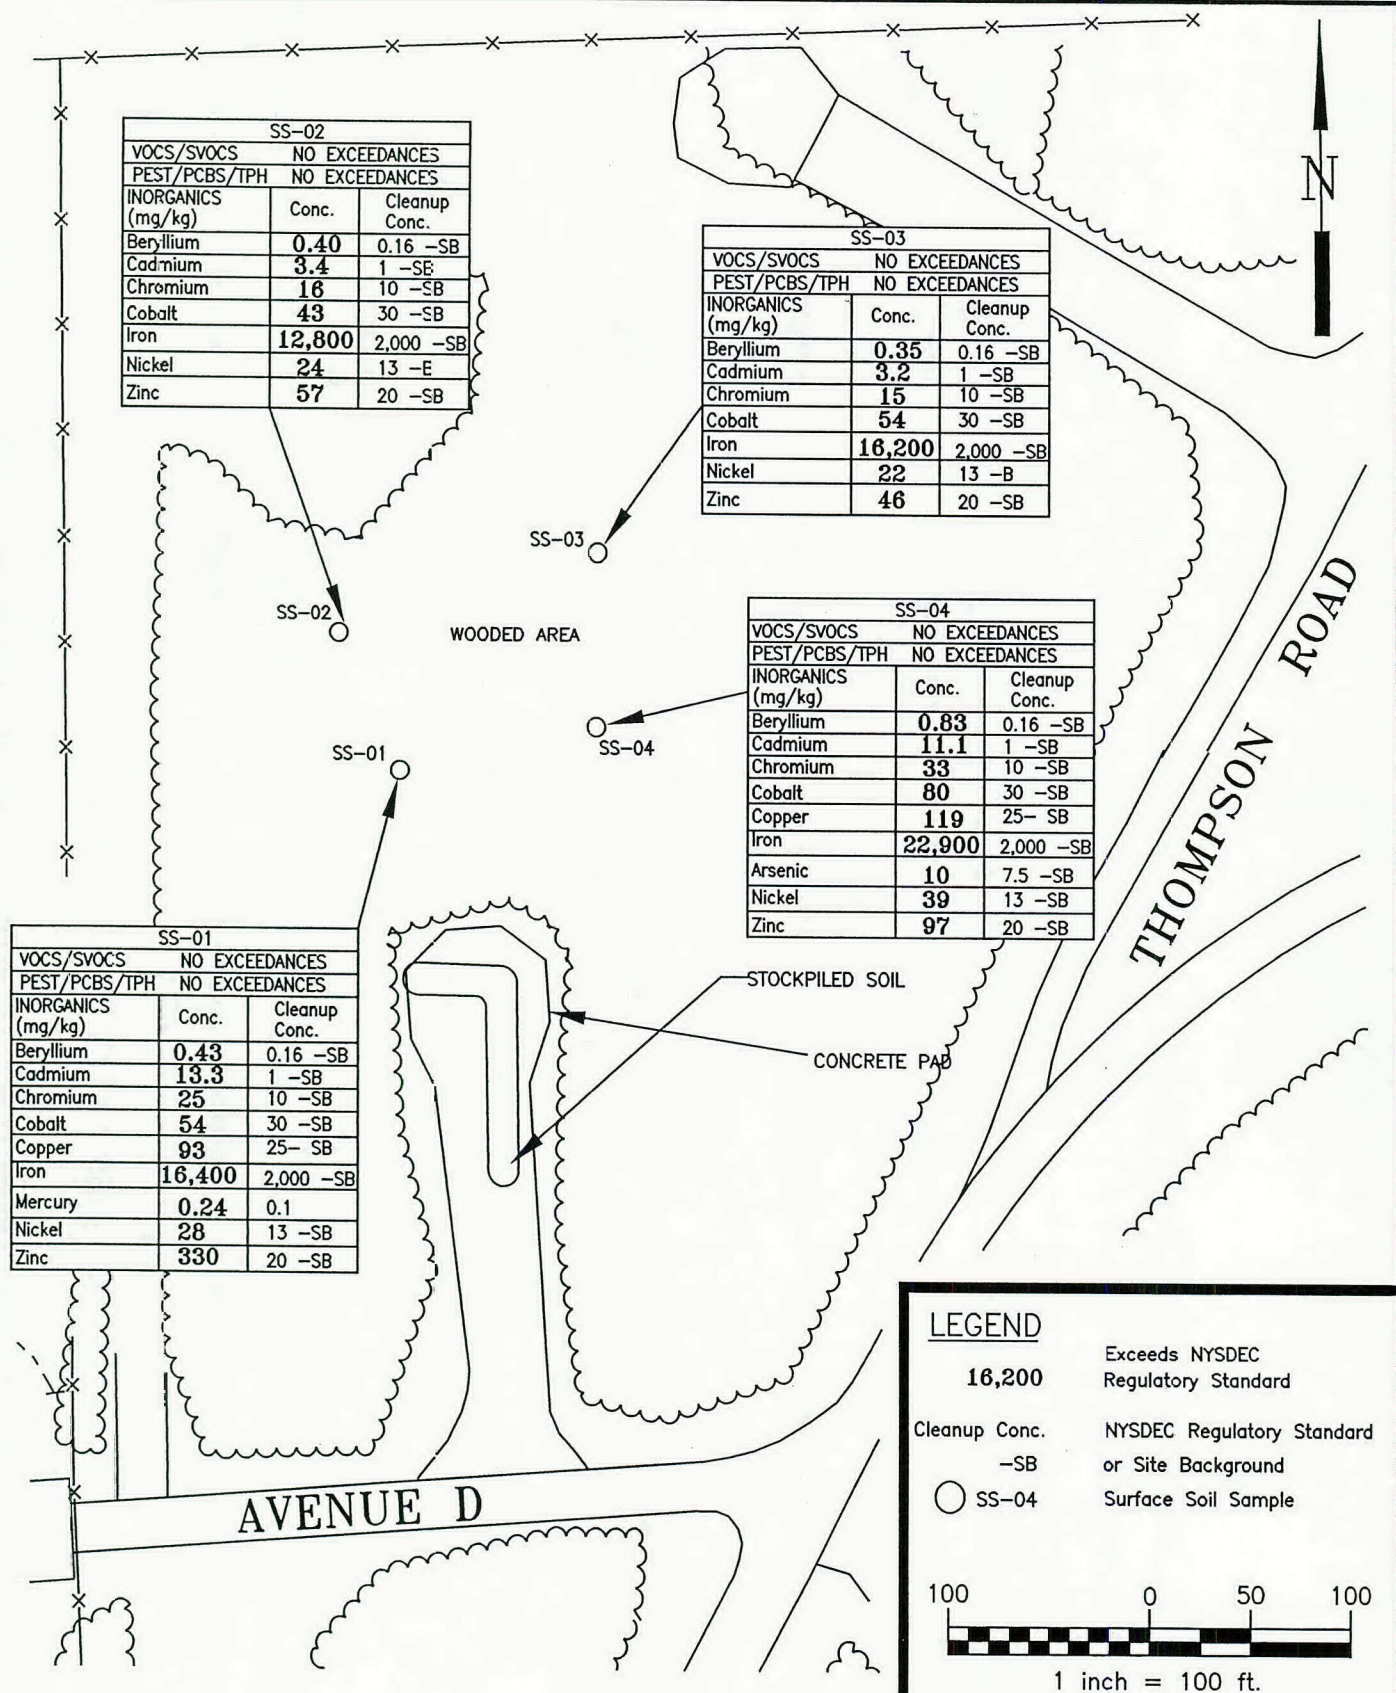 SS-02
VOCS/SVOCS NO EXCEEDANCES
PEST/PCBS/TPH NO EXCEEDANCES
INORGANICS (mg/kg) Conc. Cleanup Conc.
Beryllium 0.40 0.16 -SB
Cadmium 3.4 1 -SB
Chromium 16 10 -SB
Cobalt 43 30 -SB
Iron 12,800 2,000 -SB
Nickel 24 13 -E
Zinc 57 20 -SB
N
SS-03
VOCS/SVOCS NO EXCEEDANCES
PEST/PCBS/TPH NO EXCEEDANCES
INORGANICS (mg/kg) Conc. Cleanup Conc.
Beryllium 0.35 0.16 -SB
Cadmium 3.2 1 -SB
Chromium 15 10 -SB
Cobalt 54 30 -SB
Iron 16,200 2,000 -SB
Nickel 22 13 -B
Zinc 46 20 -SB
SS-03
SS-02
WOODED AREA
SS-04
SS-01
SS-04
VOCS/SVOCS NO EXCEEDANCES
PEST/PCBS/TPH NO EXCEEDANCES
INORGANICS (mg/kg) Conc. Cleanup Conc.
Beryllium 0.83 0.16 -SB
Cadmium 11.1 1 -SB
Chromium 33 10 -SB
Cobalt 80 30 -SB
Copper 119 25- SB
Iron 22,900 2,000 -SB
Arsenic 10 7.5 -SB
Nickel 39 13 -SB
Zinc 97 20 -SB
THOMPSON ROAD
SS-01
VOCS/SVOCS NO EXCEEDANCES
PEST/PCBS/TPH NO EXCEEDANCES
INORGANICS (mg/kg) Conc. Cleanup Conc.
Beryllium 0.43 0.16 -SB
Cadmium 13.3 1 -SB
Chromium 25 10 -SB
Cobalt 54 30 -SB
Copper 93 25- SB
Iron 16,400 2,000 -SB
Mercury 0.24 0.1
Nickel 28 13 -SB
Zinc 330 20 -SB
STOCKPILED SOIL
CONCRETE PAD
AVENUE D
LEGEND
16,200 Exceeds NYSDEC Regulatory Standard
Cleanup Conc. NYSDEC Regulatory Standard
-SB or Site Background
SS-04 Surface Soil Sample
100 0 50 100
1 inch = 100 ft.